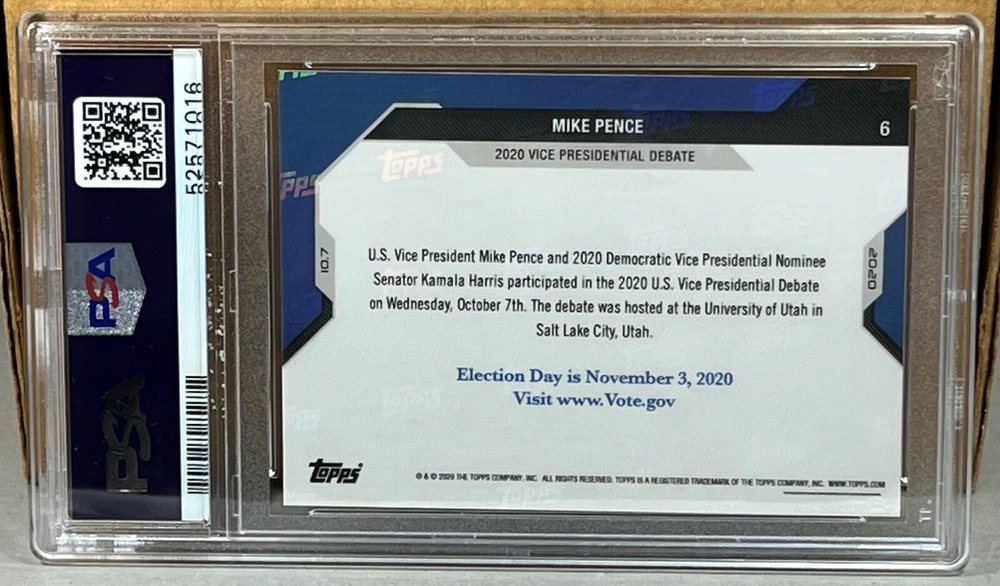 52571016
PSA
PSA
MIKE PENCE
6
2020 VICE PRESIDENTIAL DEBATE
topps
10.7
2020
U.S. Vice President Mike Pence and 2020 Democratic Vice Presidential Nominee
Senator Kamala Harris participated in the 2020 U.S. Vice Presidential Debate
on Wednesday, October 7th. The debate was hosted at the University of Utah in
Salt Lake City, Utah.
Election Day is November 3, 2020
Visit www.Vote.gov
topps
® & © 2020 THE TOPPS COMPANY, INC. ALL RIGHTS RESERVED. TOPPS IS A REGISTERED TRADEMARK OF THE TOPPS COMPANY, INC. WWW.TOPPS.COM